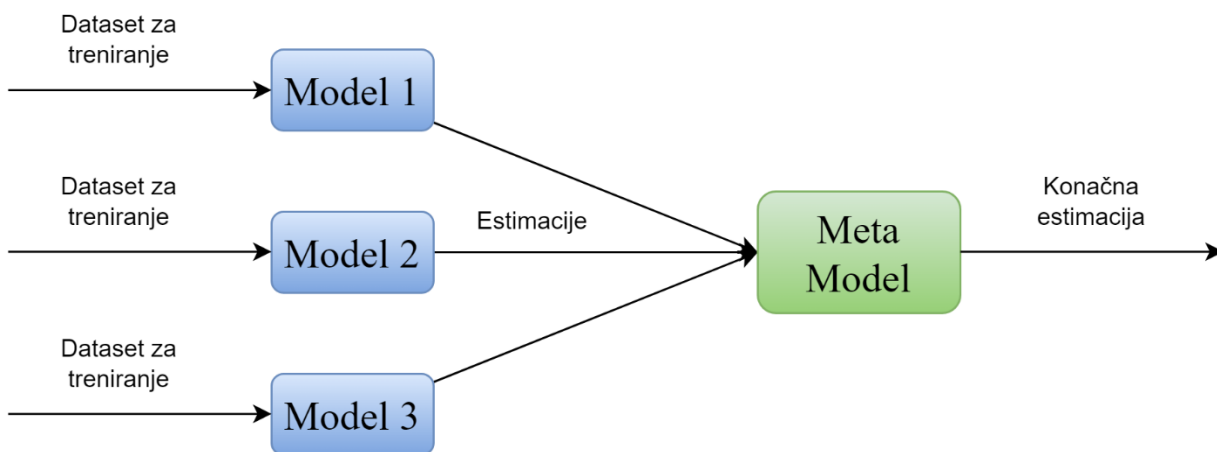 Dataset za
treniranje
Model 1
Dataset za
treniranje
Model 2
Estimacije
Meta
Model
Konačna
estimacija
Dataset za
treniranje
Model 3